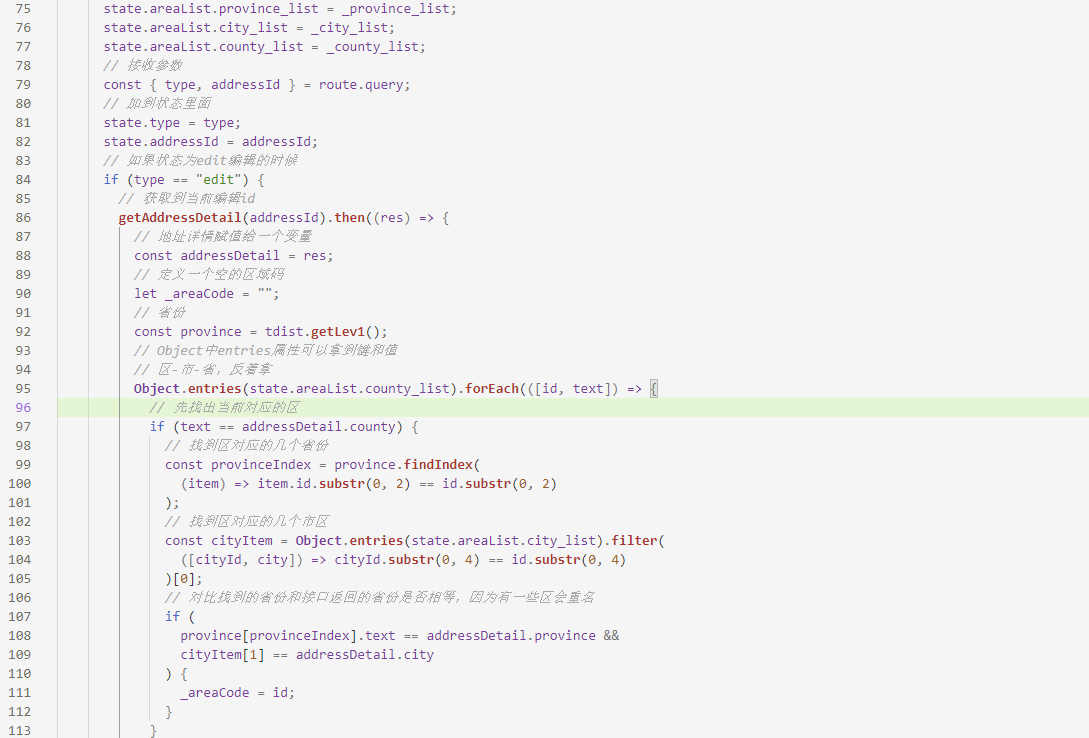 75 state.areaList.province_list = _province_list;
76 state.areaList.city_list = _city_list;
77 state.areaList.county_list = _county_list;
78 // 接收参数
79 const { type, addressId } = route.query;
80 // 加到状态里面
81 state.type = type;
82 state.addressId = addressId;
83 // 如果状态为edit编辑的时候
84 if (type == "edit") {
85 // 获取到当前编辑id
86 getAddressDetail(addressId).then((res) => {
87 // 地址详情赋值给一个变量
88 const addressDetail = res;
89 // 定义一个空的区域码
90 let _areaCode = "";
91 // 省份
92 const province = tdist.getLev1();
93 // Object中entries属性可以拿到键和值
94 // 区-市-省，反着拿
95 Object.entries(state.areaList.county_list).forEach(([id, text]) => {
96 // 先找出当前对应的区
97 if (text == addressDetail.county) {
98 // 找到区对应的几个省份
99 const provinceIndex = province.findIndex(
100 (item) => item.id.substr(0, 2) == id.substr(0, 2)
101 );
102 // 找到区对应的几个市区
103 const cityItem = Object.entries(state.areaList.city_list).filter(
104 ([cityId, city]) => cityId.substr(0, 4) == id.substr(0, 4)
105 )[0];
106 // 对比找到的省份和接口返回的省份是否相等，因为有一些区会重名
107 if (
108 province[provinceIndex].text == addressDetail.province &&
109 cityItem[1] == addressDetail.city
110 ) {
111 _areaCode = id;
112 }
113 }